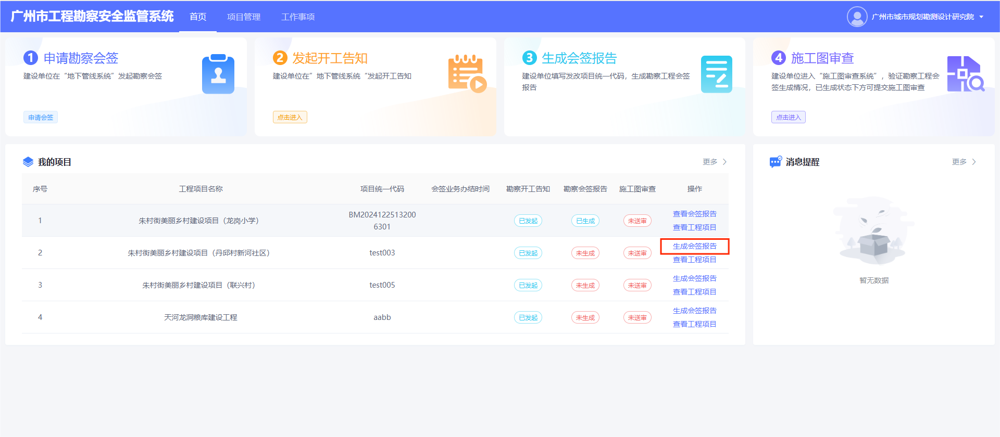 广州市工程勘察安全监管系统 首页 项目管理 工作事项 广州市城市规划勘测设计研究院
1 申请勘察会签
建设单位在“地下管线系统”发起勘察会签
申请会签
2 发起开工告知
建设单位在”地下管线系统“发起开工告知
点击进入
3 生成会签报告
建设单位填写发改项目统一代码，生成勘察工程会签
报告
4 施工图审查
建设单位进入“施工图审查系统”，验证勘察工程会
签生成情况，已生成状态下方可提交施工图审查
点击进入
我的项目 更多
序号 工程项目名称 项目统一代码 会签业务办结时间 勘察开工告知 勘察会签报告 施工图审查 操作
1 朱村街美丽乡村建设项目（龙岗小学） BM2024122513200
6301 已发起 已生成 未送审 查看会签报告
查看工程项目
2 朱村街美丽乡村建设项目（丹邱村新河社区） test003 已发起 未生成 未送审 生成会签报告
查看工程项目
3 朱村街美丽乡村建设项目（联兴村） test005 已发起 未生成 未送审 生成会签报告
查看工程项目
4 天河龙洞粮库建设工程 aabb 已发起 未生成 未送审 生成会签报告
查看工程项目
消息提醒 更多
暂无数据